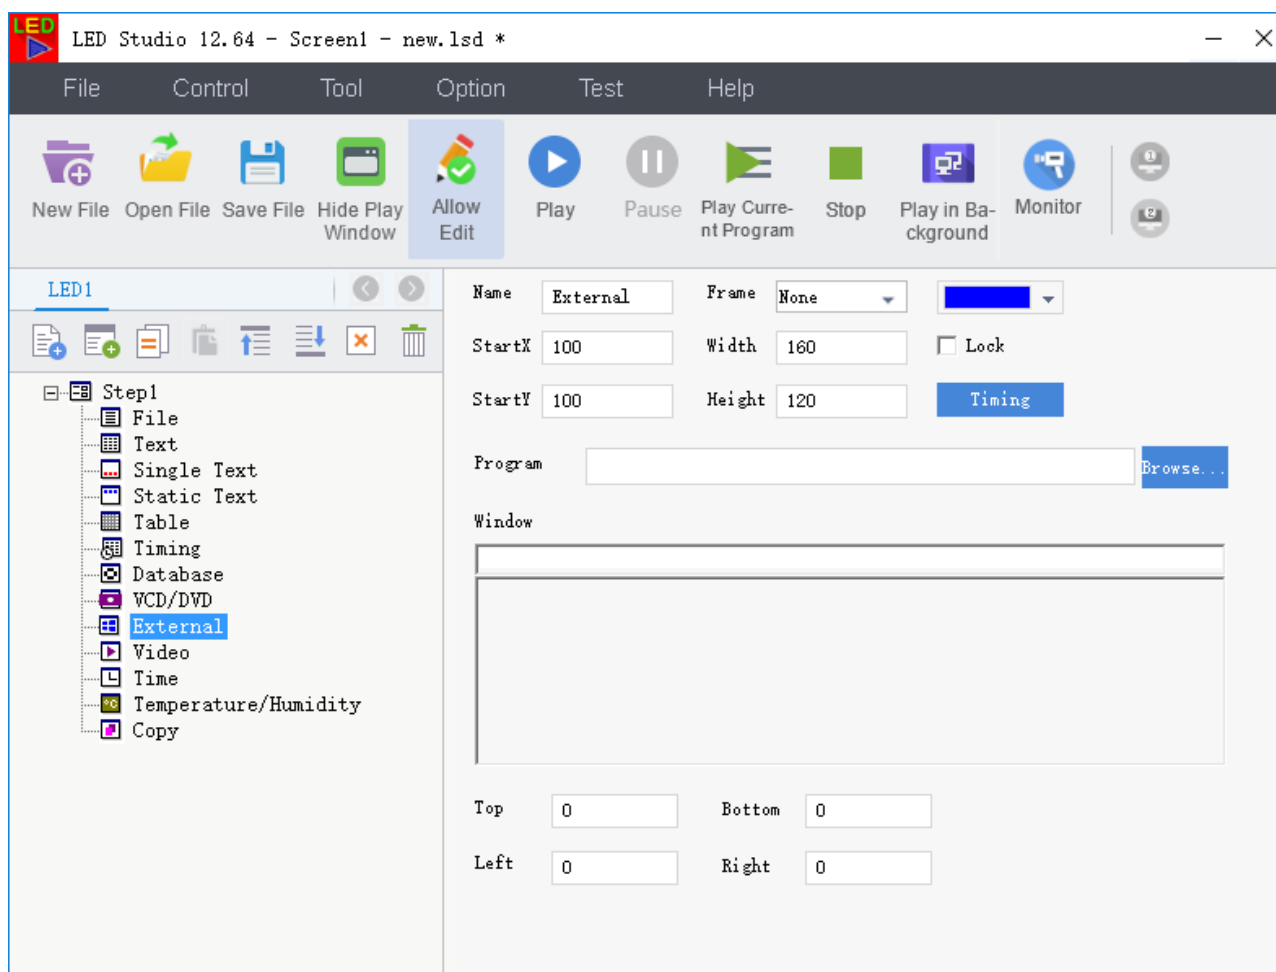 LED
LED Studio 12.64 - Screen1 - new.lsd *
File Control Tool Option Test Help
New File Open File Save File Hide Play Window Allow Edit Play Pause Play Curre-nt Program Stop Play in Ba-ckground Monitor
1
2
LED1
Name External Frame None
StartX 100 Width 160 Lock
StartY 100 Height 120 Timing
Program Browse...
Window
Top 0 Bottom 0
Left 0 Right 0
Step1
File
Text
Single Text
Static Text
Table
Timing
Database
VCD/DVD
External
Video
Time
°C Temperature/Humidity
Copy